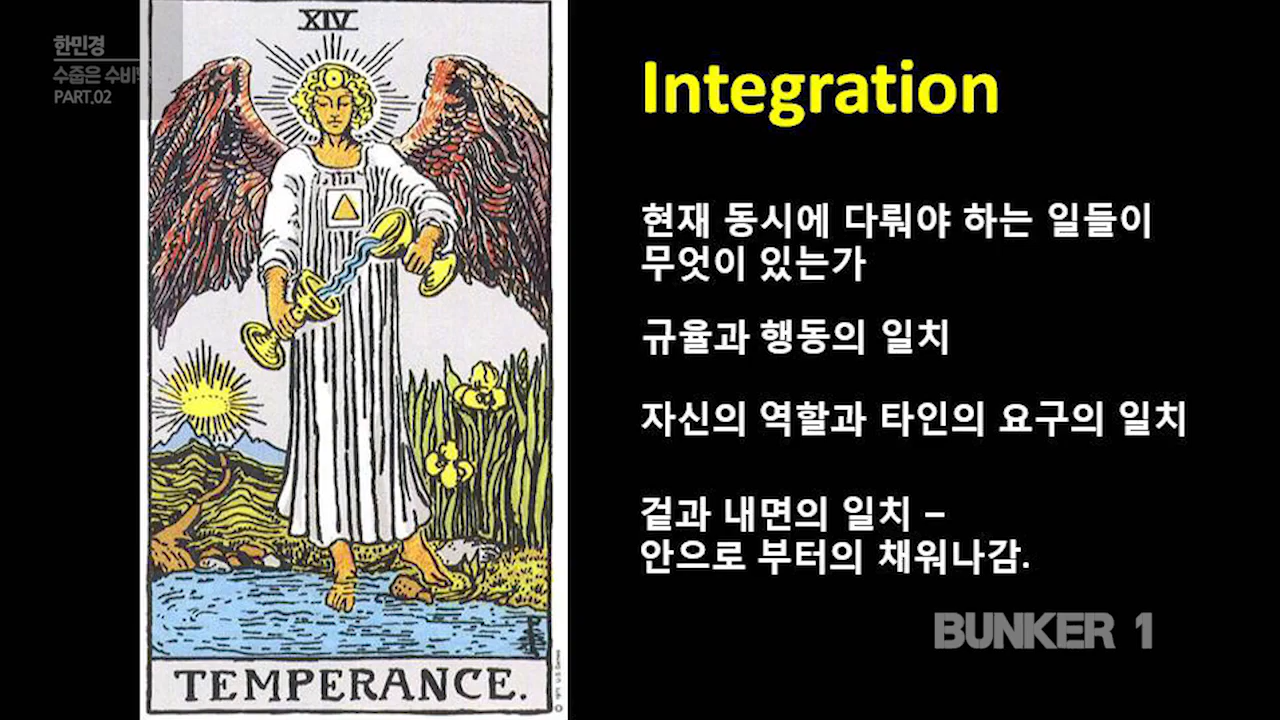 한민경
수줍은 수비학
PART.02
XIV
TEMPERANCE.
Integration
현재 동시에 다뤄야 하는 일들이
무엇이 있는가
규율과 행동의 일치
자신의 역할과 타인의 요구의 일치
겉과 내면의 일치 –
안으로 부터의 채워나감.
BUNKER 1